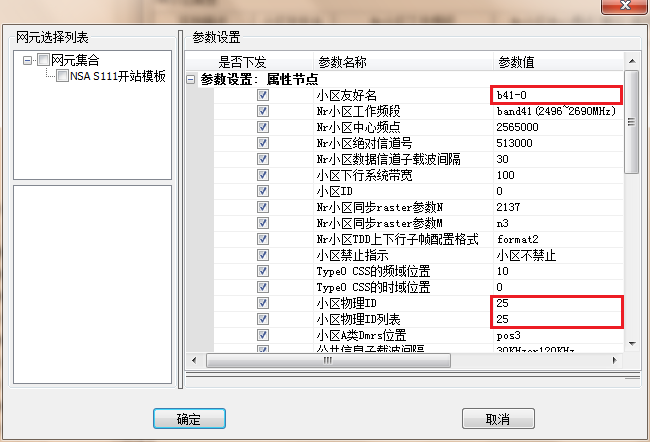 网元选择列表
参数设置
网元集合
NSA S111开站模板
是否下发 参数名称 参数值
参数设置: 属性节点
小区友好名 b41-0
Nr小区工作频段 band41(2496~2690MHz)
Nr小区中心频点 2565000
Nr小区绝对信道号 513000
Nr小区数据信道子载波间隔 30
小区下行系统带宽 100
小区ID 0
Nr小区同步raster参数N 2137
Nr小区同步raster参数M n3
Nr小区TDD上下行子帧配置格式 format2
小区禁止指示 小区不禁止
Type0 CSS的频域位置 10
Type0 CSS的时域位置 0
小区物理ID 25
小区物理ID列表 25
小区A类Dmrs位置 pos3
公共信息子载波间隔 30KHzor120KHz
确定
取消